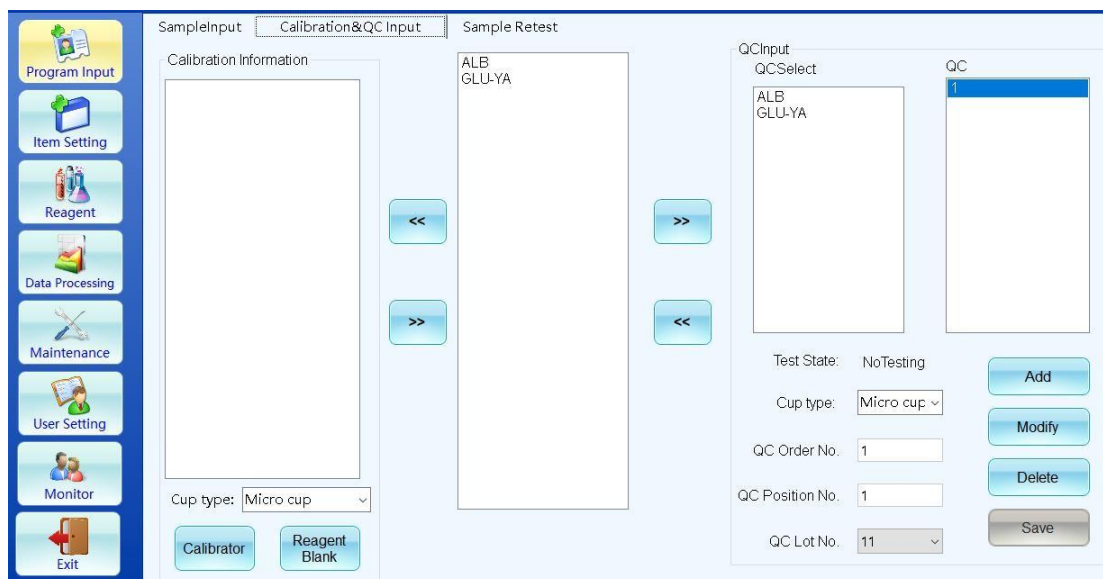 Program Input
Item Setting
Reagent
Data Processing
Maintenance
User Setting
Monitor
Exit
SampleInput
Calibration&QC Input
Sample Retest
Calibration Information
Cup type:
Micro cup
Calibrator
Reagent
Blank
<<
>>
ALB
GLU-YA
>>
<<
QCInput
QCSelect
ALB
GLU-YA
QC
1
Test State:
NoTesting
Cup type:
Micro cup
QC Order No.
1
QC Position No.
1
QC Lot No.
11
Add
Modify
Delete
Save